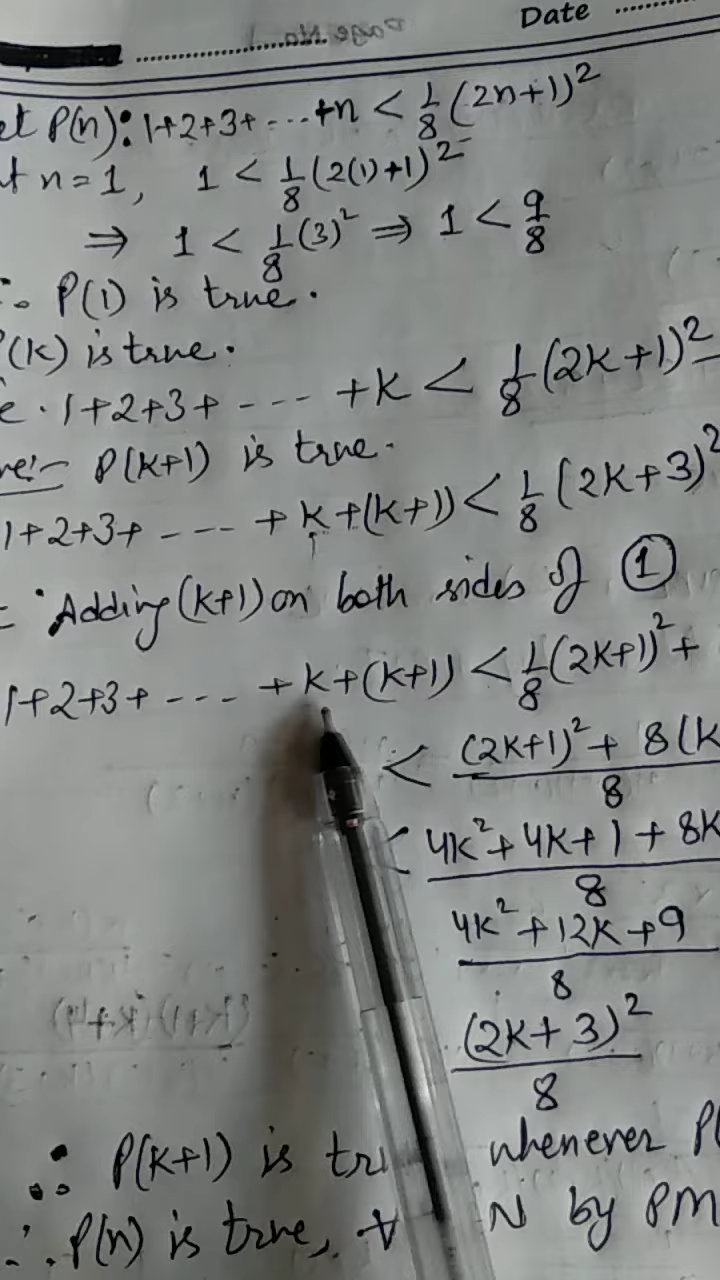 Date
et P(n): 1+2+3+ ... +n < 1/8 (2n+1)²
t n = 1, 1 < 1/8 (2(1)+1)²
⇒ 1 < 1/8 (3)² ⇒ 1 < 9/8
∴ P(1) is true.
P(k) is true.
e. 1+2+3+ ---- +k < 1/8 (2k+1)²
ve:- P(k+1) is true.
1+2+3+ ---- +k+(k+1) < 1/8 (2k+3)²
Adding (k+1) on both sides of ①
1+2+3+ --- +k+(k+1) < 1/8 (2k+1)² +
< (2k+1)² + 8(k / 8
< 4k² + 4k + 1 + 8k / 8
4k² + 12k + 9 / 8
(2k+3)² / 8
∴ P(k+1) is tru whenever P(
∴ P(n) is true, N by PM